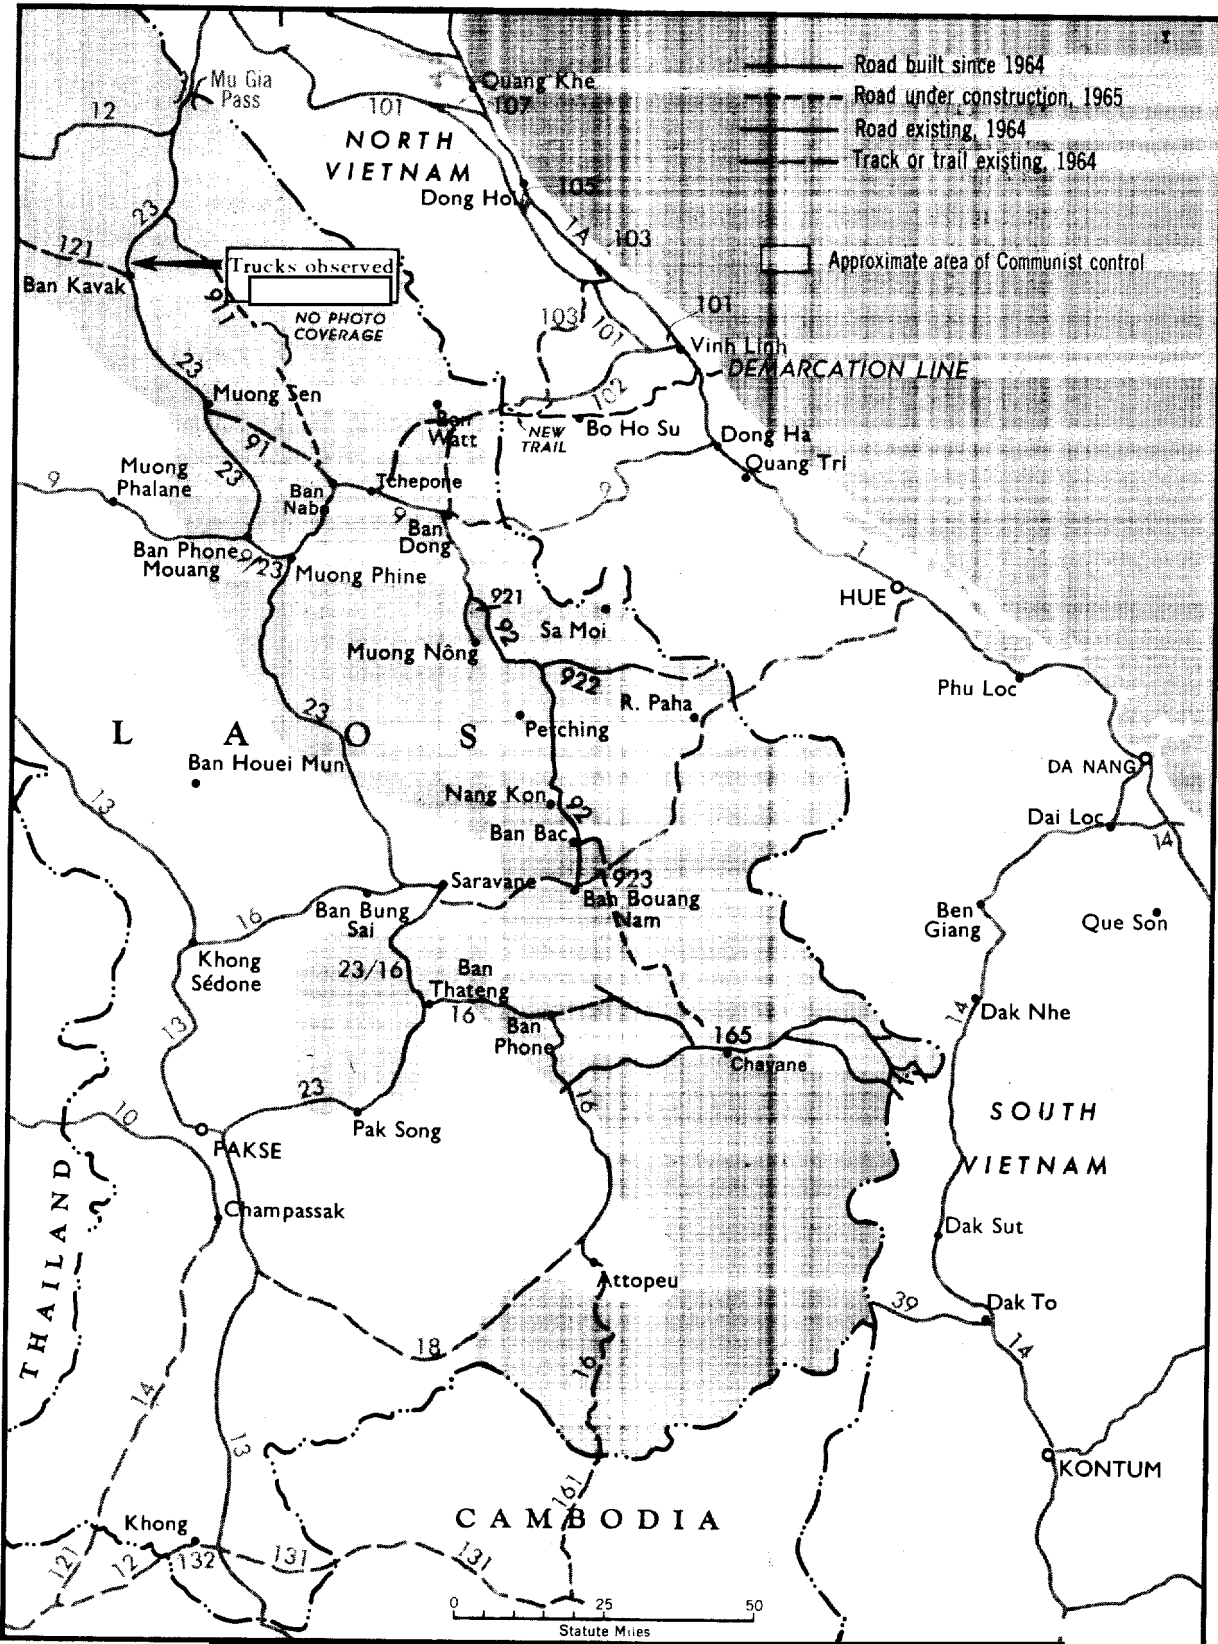 Mu Gia
Pass
Quang Khe
107
101
12
NORTH
VIETNAM
Dong Hoi
105
1A
103
Road built since 1964
Road under construction, 1965
Road existing, 1964
Track or trail existing, 1964
Approximate area of Communist control
23
121
Ban Kavak
Trucks observed
911
NO PHOTO
COVERAGE
103
101
101
Vinh Linh
DEMARCATION LINE
102
23
Muong Sen
Ban
Watt
NEW
TRAIL
Bo Ho Su
Dong Ha
Quang Tri
91
23
9
Muong
Phalane
Ban
Nabo
Tchepone
9
9
Ban
Dong
Ban Phone
Mouang
9/23
Muong Phine
1
HUE
921
92
Sa Moi
Muong Nông
922
R. Paha
Phu Loc
23
LAOS
Petching
Ban Houei Mun
DA NANG
13
Nang Kon
92
Ban Bac
Dai Loc
14
Saravane
923
Ban Bouang
Nam
Ban Bung
Sai
16
Ben
Giang
Que Son
Khong
Sédone
23/16
Ban
Thateng
16
Ban
Phone
14
Dak Nhe
13
165
Chavane
23
16
10
Pak Song
PAKSE
SOUTH
VIETNAM
THAILAND
Champassak
Dak Sut
Attopeu
39
Dak To
18
16
14
14
13
KONTUM
161
CAMBODIA
Khong
121
12
132
131
131
0 25 50
Statute Miles